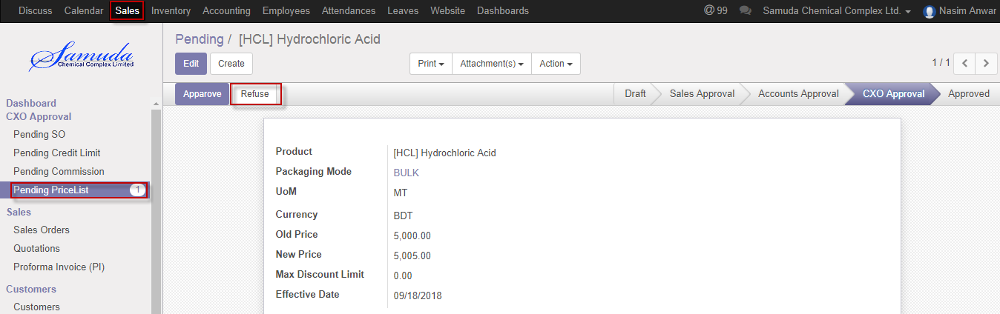 Discuss Calendar Sales Inventory Accounting Employees Attendances Leaves Website Dashboards @ 99 Samuda Chemical Complex Ltd. Nasim Anwar
Samuda
Chemical Complex Limited
Pending / [HCL] Hydrochloric Acid
Edit Create Print Attachment(s) Action 1 / 1
Apparove Refuse Draft Sales Approval Accounts Approval CXO Approval Approved
Dashboard
CXO Approval
Pending SO
Pending Credit Limit
Pending Commission
Pending PriceList 1
Sales
Sales Orders
Quotations
Proforma Invoice (PI)
Customers
Customers
Product [HCL] Hydrochloric Acid
Packaging Mode BULK
UoM MT
Currency BDT
Old Price 5,000.00
New Price 5,005.00
Max Discount Limit 0.00
Effective Date 09/18/2018